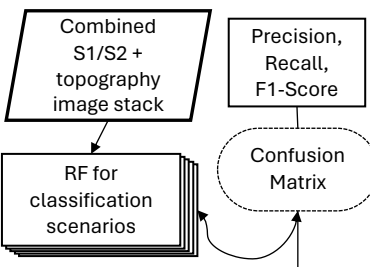 Combined
S1/S2 +
topography
image stack
Precision,
Recall,
F1-Score
RF for
classification
scenarios
Confusion
Matrix